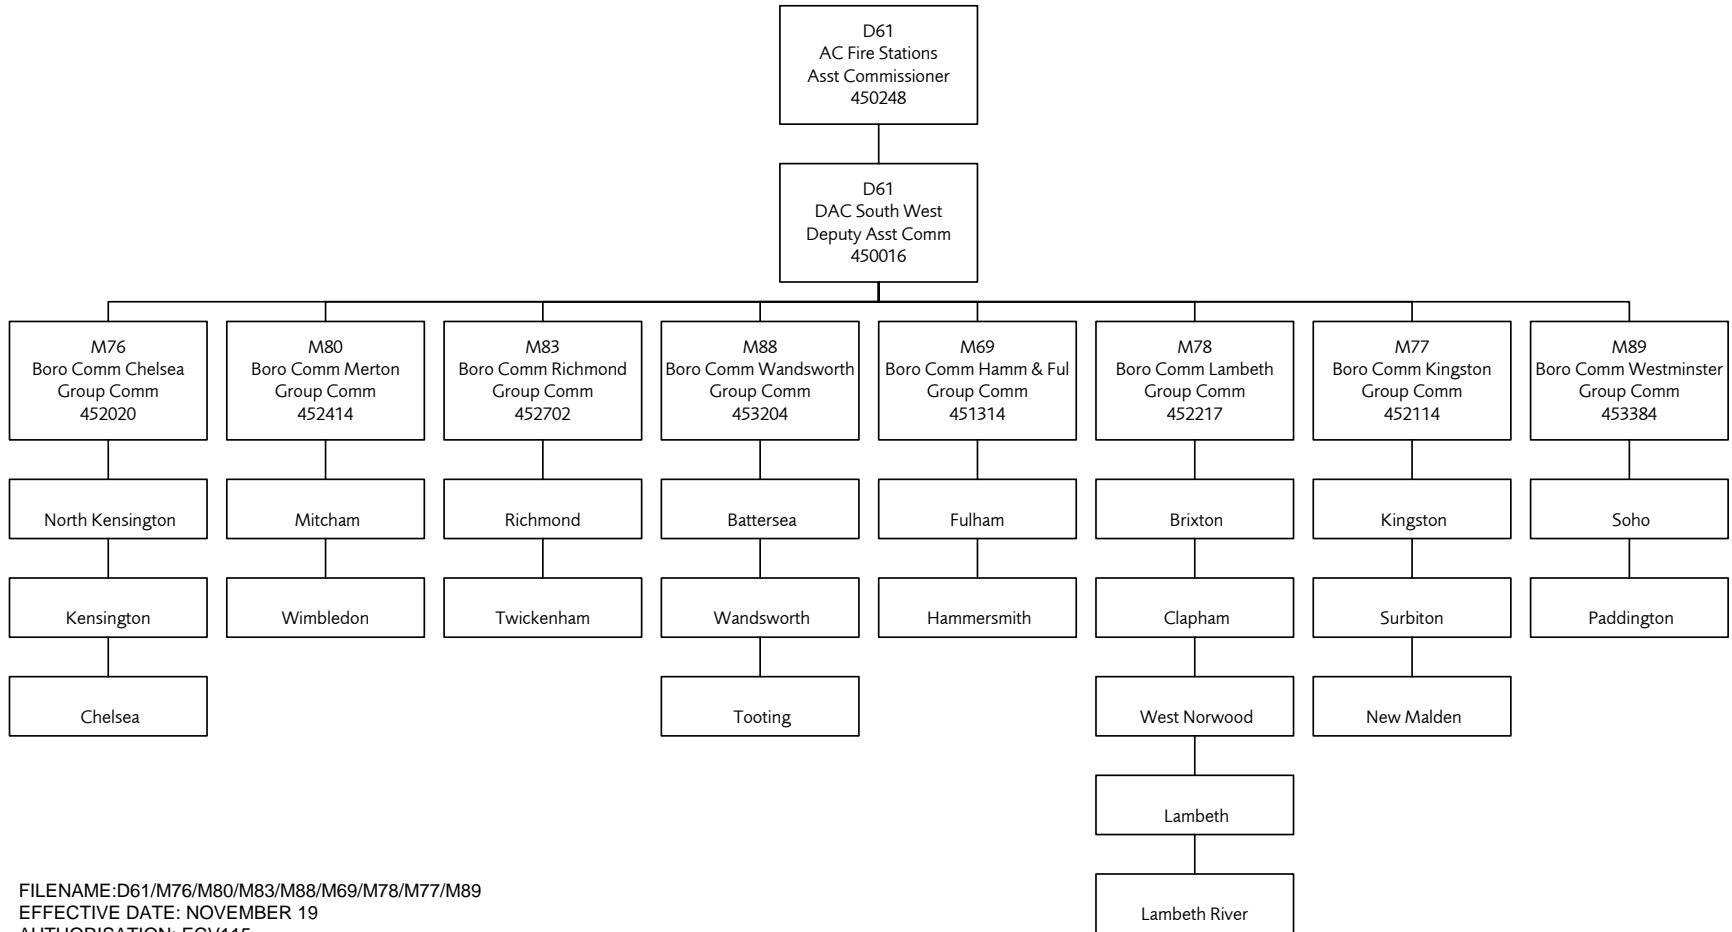 D61
AC Fire Stations
Asst Commissioner
450248
D61
DAC South West
Deputy Asst Comm
450016
M76
Boro Comm Chelsea
Group Comm
452020
M80
Boro Comm Merton
Group Comm
452414
M83
Boro Comm Richmond
Group Comm
452702
M88
Boro Comm Wandsworth
Group Comm
453204
M69
Boro Comm Hamm & Ful
Group Comm
451314
M78
Boro Comm Lambeth
Group Comm
452217
M77
Boro Comm Kingston
Group Comm
452114
M89
Boro Comm Westminster
Group Comm
453384
North Kensington
Mitcham
Richmond
Battersea
Fulham
Brixton
Kingston
Soho
Kensington
Wimbledon
Twickenham
Wandsworth
Hammersmith
Clapham
Surbiton
Paddington
Chelsea
Tooting
West Norwood
New Malden
Lambeth
Lambeth River
FILENAME:D61/M76/M80/M83/M88/M69/M78/M77/M89
EFFECTIVE DATE: NOVEMBER 19